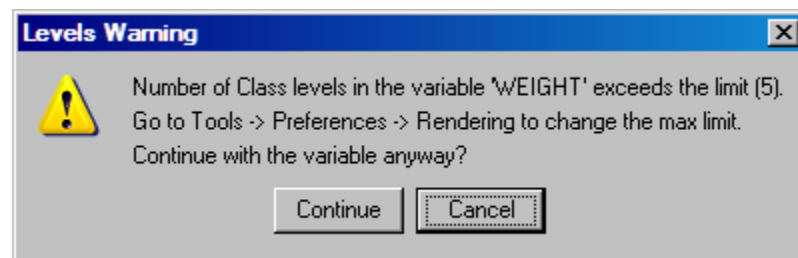 Levels Warning
Number of Class levels in the variable 'WEIGHT' exceeds the limit (5).
Go to Tools -> Preferences -> Rendering to change the max limit.
Continue with the variable anyway?
Continue Cancel